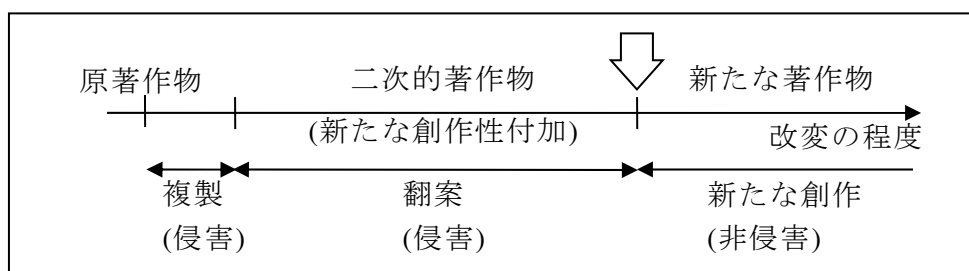 原著作物 二次的著作物 新たな著作物
(新たな創作性付加) 改変の程度
複製 翻案 新たな創作
(侵害) (侵害) (非侵害)